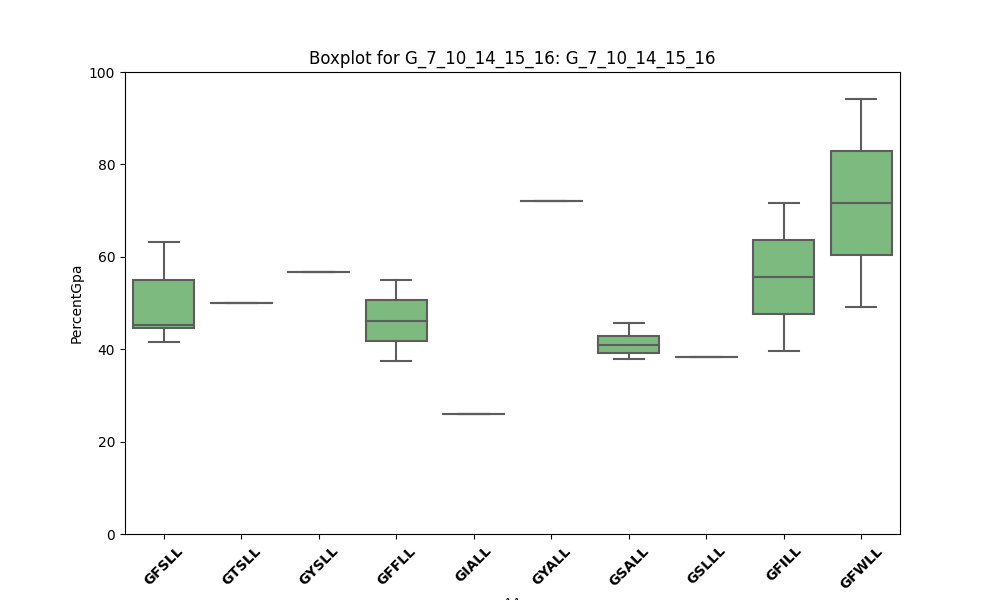 Boxplot for G_7_10_14_15_16: G_7_10_14_15_16
PercentGpa
100
80
60
40
20
0
GFSLL
GTSLL
GYSLL
GFFLL
GIALL
GYALL
GSALL
GSLLL
GFILL
GFWLL